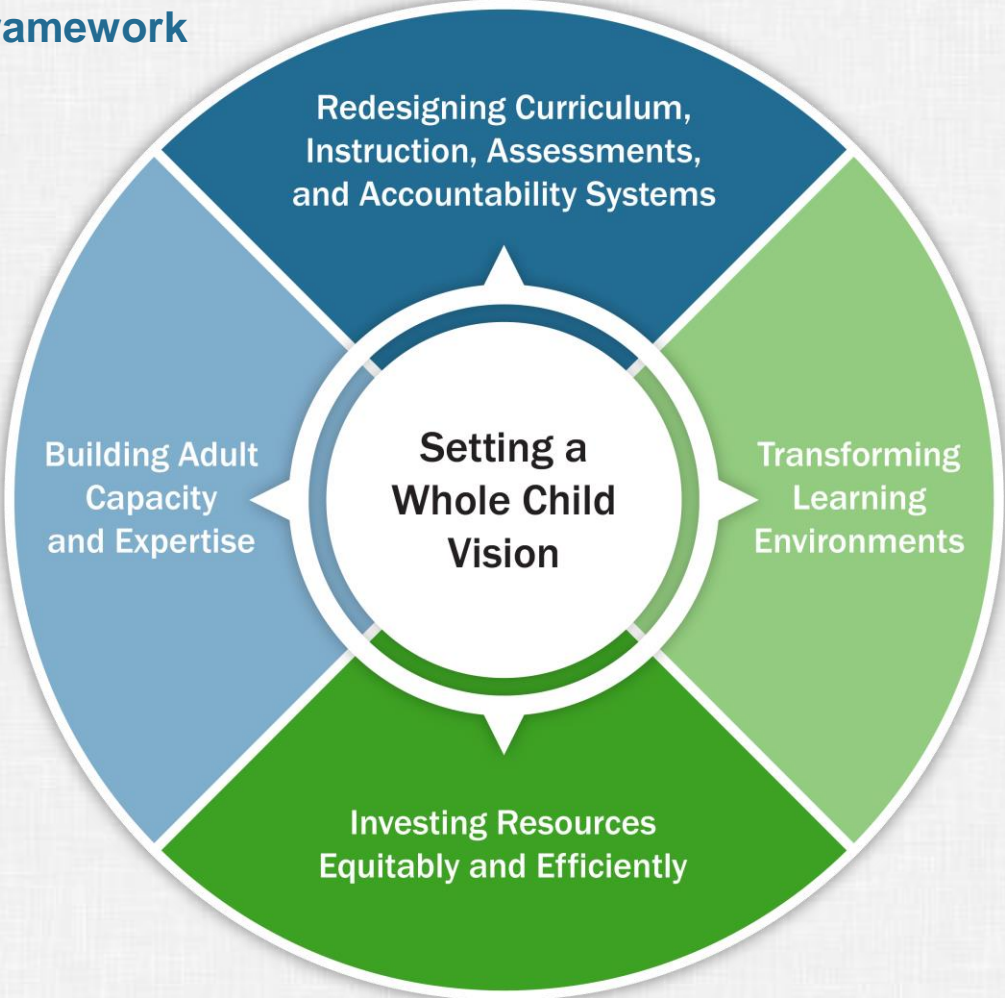 Redesigning Curriculum,
Instruction, Assessments,
and Accountability Systems
Building Adult
Capacity
and Expertise
Setting a
Whole Child
Vision
Transforming
Learning
Environments
Investing Resources
Equitably and Efficiently